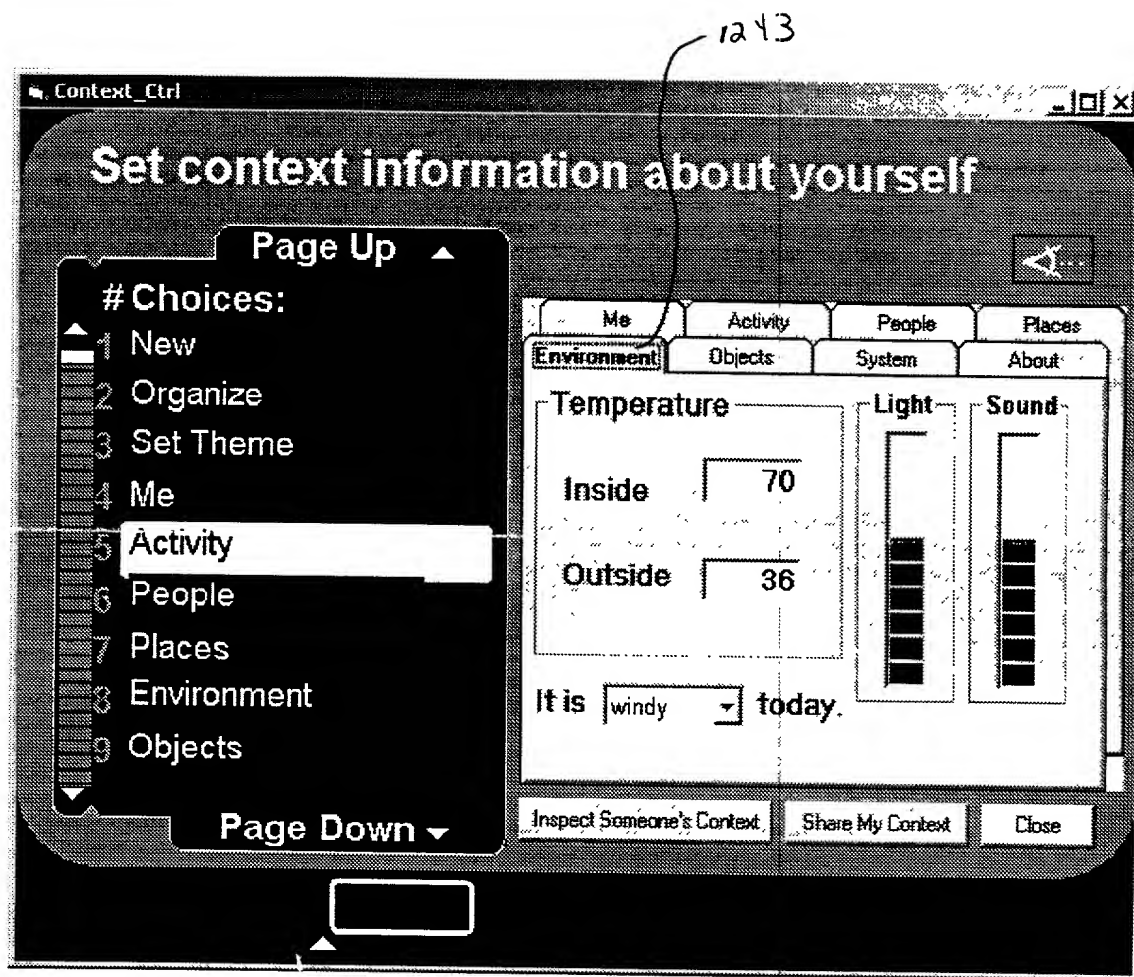 1243
Context_Ctrl
Set context information about yourself
Page Up
# Choices:
1 New
2 Organize
3 Set Theme
4 Me
5 Activity
6 People
7 Places
8 Environment
9 Objects
Page Down
Me Activity People Places
Environment Objects System About
Temperature
Inside 70
Outside 36
Light
Sound
It is windy today.
Inspect Someone's Context Share My Context Close